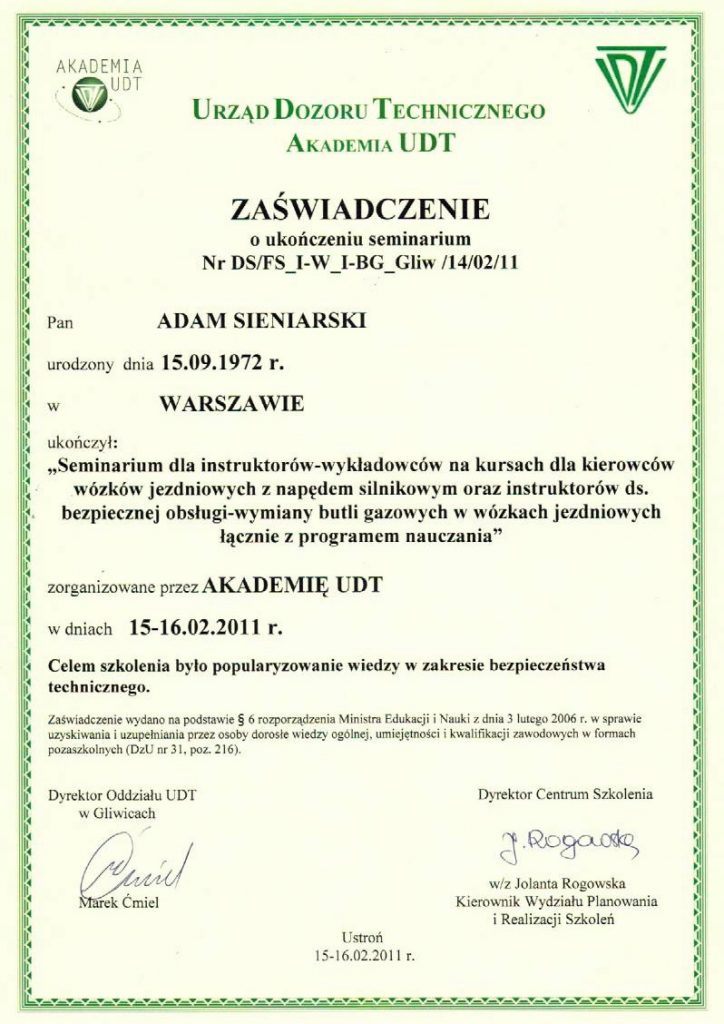 AKADEMIA
UDT
UDT
URZĄD DOZORU TECHNICZNEGO
AKADEMIA UDT
ZAŚWIADCZENIE
o ukończeniu seminarium
Nr DS/FS_I-W_I-BG_Gliw /14/02/11
Pan ADAM SIENIARSKI
urodzony dnia 15.09.1972 r.
w WARSZAWIE
ukończył:
„Seminarium dla instruktorów-wykładowców na kursach dla kierowców
wózków jezdniowych z napędem silnikowym oraz instruktorów ds.
bezpiecznej obsługi-wymiany butli gazowych w wózkach jezdniowych
łącznie z programem nauczania”
zorganizowane przez AKADEMIĘ UDT
w dniach 15-16.02.2011 r.
Celem szkolenia było popularyzowanie wiedzy w zakresie bezpieczeństwa
technicznego.
Zaświadczenie wydano na podstawie § 6 rozporządzenia Ministra Edukacji i Nauki z dnia 3 lutego 2006 r. w sprawie
uzyskiwania i uzupełniania przez osoby dorosłe wiedzy ogólnej, umiejętności i kwalifikacji zawodowych w formach
pozaszkolnych (DzU nr 31, poz. 216).
Dyrektor Oddziału UDT
w Gliwicach
Ćmiel
Marek Ćmiel
Dyrektor Centrum Szkolenia
J. Rogowska
w/z Jolanta Rogowska
Kierownik Wydziału Planowania
i Realizacji Szkoleń
Ustroń
15-16.02.2011 r.